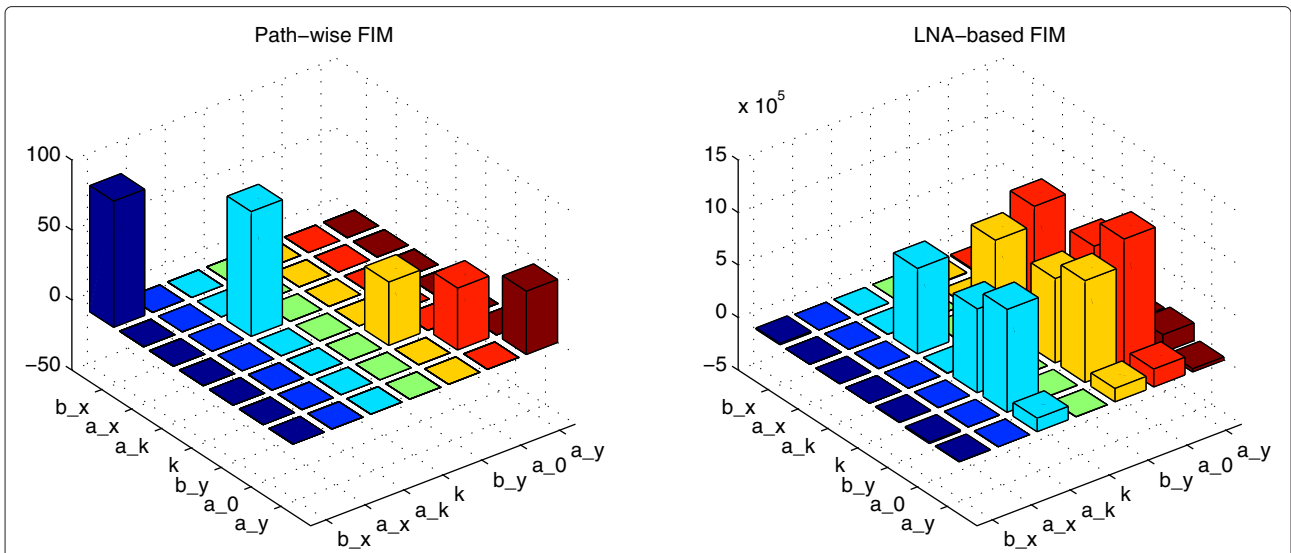 Path-wise FIM
100
50
0
-50
b_x
a_x
a_k
k
b_y
a_0
a_y
b_x
a_x
a_k
k
b_y
a_0
a_y
LNA-based FIM
x 10^5
15
10
5
0
-5
b_x
a_x
a_k
k
b_y
a_0
a_y
b_x
a_x
a_k
k
b_y
a_0
a_y